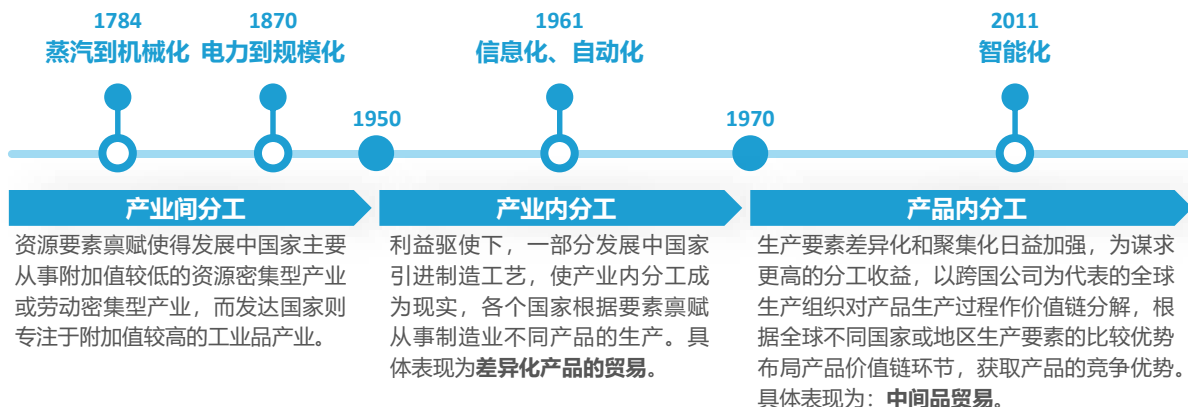 1784
蒸汽到机械化
1870
电力到规模化
1950
1961
信息化、自动化
1970
2011
智能化
产业间分工
资源要素禀赋使得发展中国家主要
从事附加值较低的资源密集型产业
或劳动密集型产业，而发达国家则
专注于附加值较高的工业品产业。
产业内分工
利益驱使下，一部分发展中国家
引进制造工艺，使产业内分工成
为现实，各个国家根据要素禀赋
从事制造业不同产品的生产。具
体表现为差异化产品的贸易。
产品内分工
生产要素差异化和聚集化日益加强，为谋求
更高的分工收益，以跨国公司为代表的全球
生产组织对产品生产过程作价值链分解，根
据全球不同国家或地区生产要素的比较优势
布局产品价值链环节，获取产品的竞争优势。
具体表现为：中间品贸易。